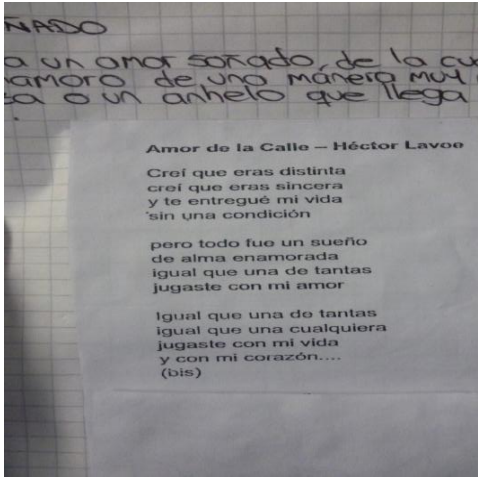 ÑADO
a un amor soñado, de la cu
amoro de una manera muy
sa o un anhelo que llega
.
Amor de la Calle – Héctor Lavoe
Creí que eras distinta
creí que eras sincera
y te entregué mi vida
sin una condición
pero todo fue un sueño
de alma enamorada
igual que una de tantas
jugaste con mi amor
Igual que una de tantas
igual que una cualquiera
jugaste con mi vida
y con mi corazón....
(bis)